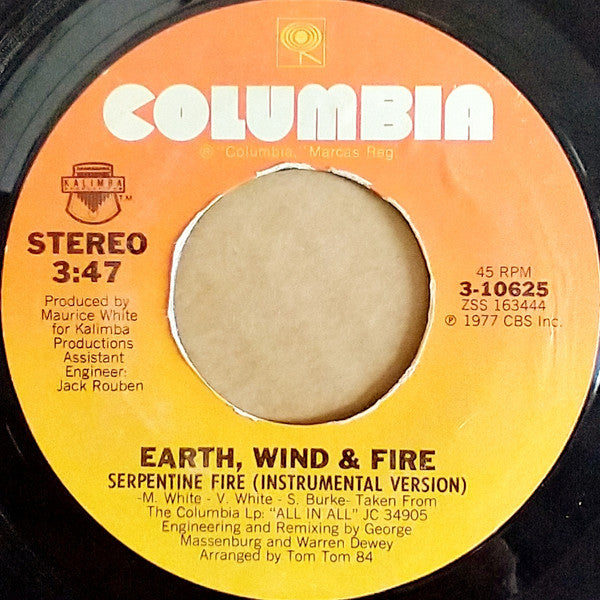 COLUMBIA
® "Columbia," Marcas Reg
KALIMBA
TM
STEREO
3:47
Produced by
Maurice White
for Kalimba
Productions
Assistant
Engineer:
Jack Rouben
45 RPM
3-10625
ZSS 163444
℗ 1977 CBS Inc.
EARTH, WIND & FIRE
SERPENTINE FIRE (INSTRUMENTAL VERSION)
-M. White - V. White - S. Burke- Taken From
The Columbia Lp: "ALL IN ALL" JC 34905
Engineering and Remixing by George
Massenburg and Warren Dewey
Arranged by Tom Tom 84